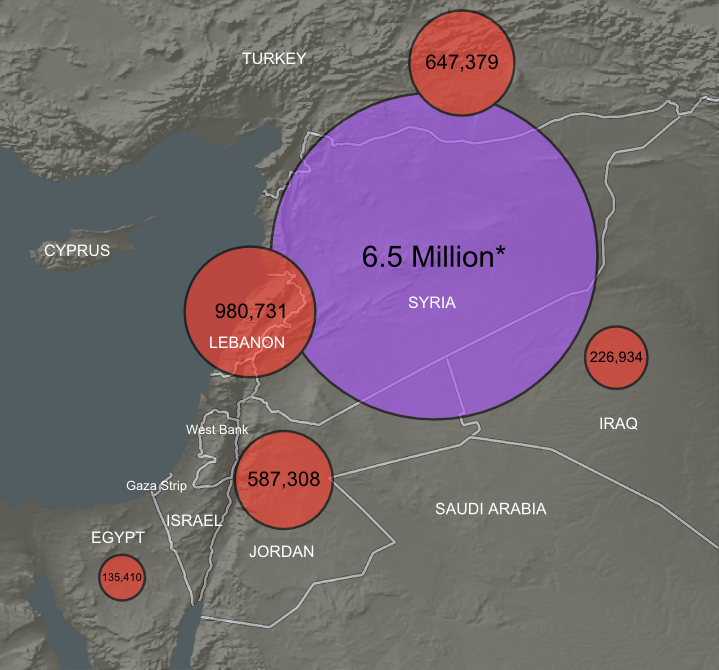 TURKEY
647,379
CYPRUS
6.5 Million*
SYRIA
980,731
LEBANON
226,934
IRAQ
West Bank
587,308
Gaza Strip
SAUDI ARABIA
ISRAEL
EGYPT
JORDAN
135,410